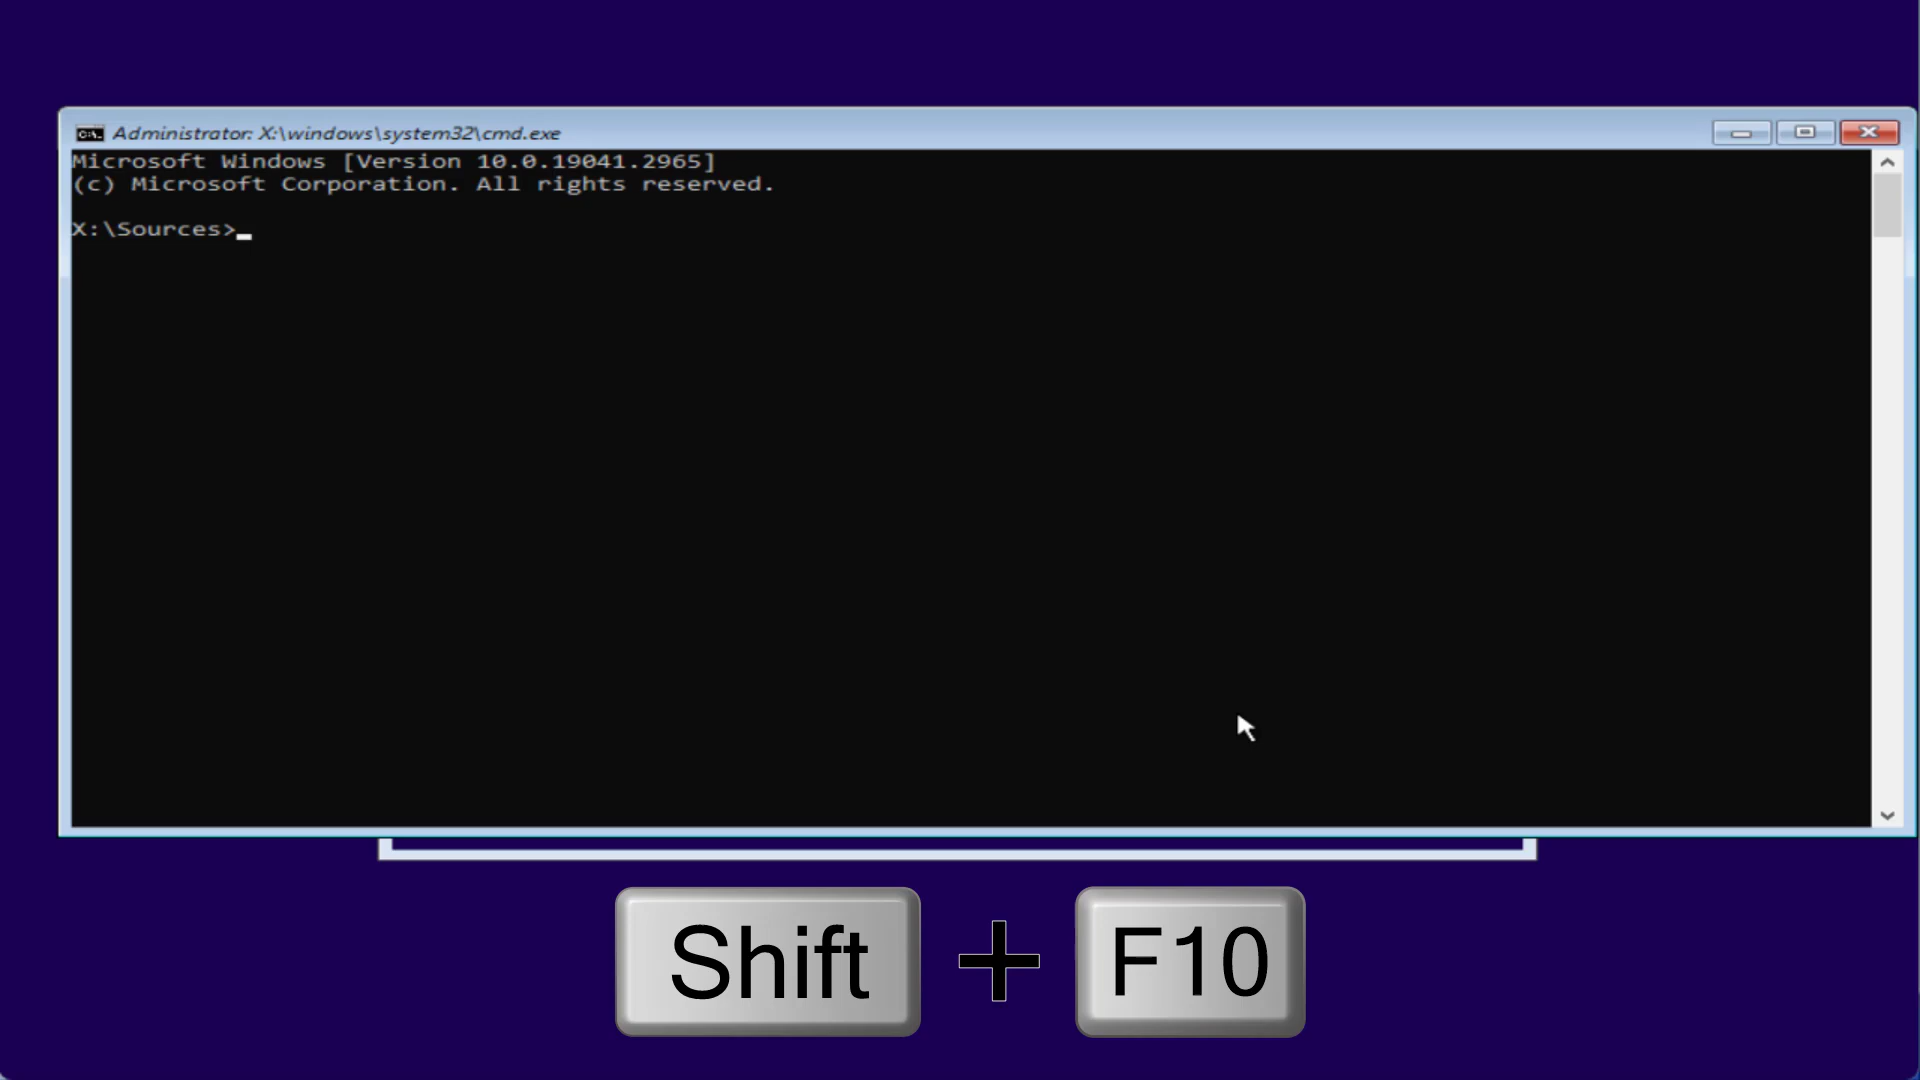 Administrator: X:\windows\system32\cmd.exe
Microsoft Windows [Version 10.0.19041.2965]
(c) Microsoft Corporation. All rights reserved.
X:\Sources>
Shift + F10